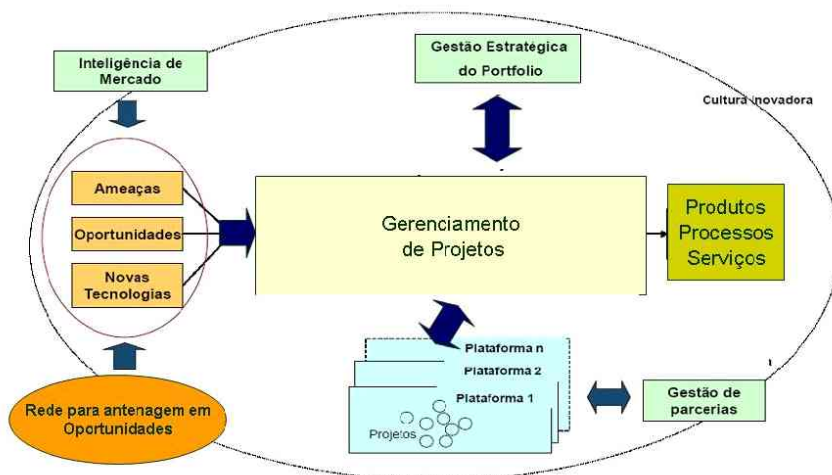 Inteligência de
Mercado
Gestão Estratégica
do Portfolio
Cultura inovadora
Ameaças
Oportunidades
Novas
Tecnologias
Gerenciamento
de Projetos
Produtos
Processos
Serviços
Plataforma n
Plataforma 2
Plataforma 1
Projetos
Gestão de
parcerias
Rede para antenagem em
Oportunidades